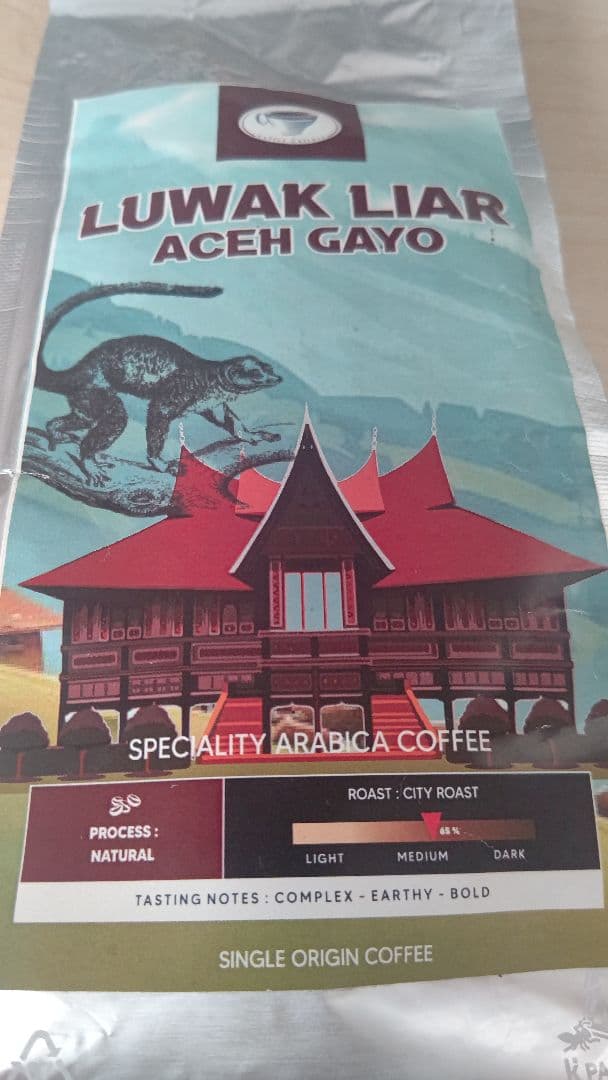 LUWAK LIAR
ACEH GAYO
SPECIALITY ARABICA COFFEE
PROCESS :
NATURAL
ROAST : CITY ROAST
65 %
LIGHT MEDIUM DARK
TASTING NOTES : COMPLEX - EARTHY - BOLD
SINGLE ORIGIN COFFEE